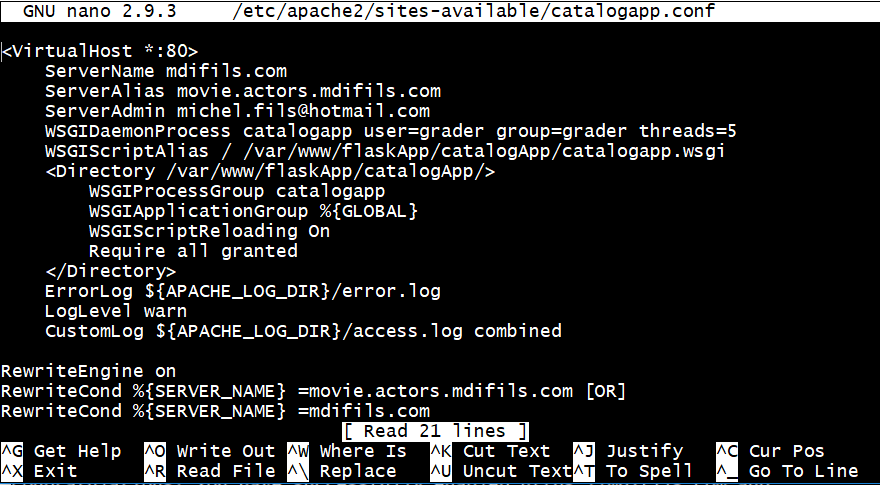 GNU nano 2.9.3 /etc/apache2/sites-available/catalogapp.conf
<VirtualHost *:80>
ServerName mdifils.com
ServerAlias movie.actors.mdifils.com
ServerAdmin michel.fils@hotmail.com
WSGIDaemonProcess catalogapp user=grader group=grader threads=5
WSGIScriptAlias / /var/www/flaskApp/catalogApp/catalogapp.wsgi
<Directory /var/www/flaskApp/catalogApp/>
WSGIProcessGroup catalogapp
WSGIApplicationGroup %{GLOBAL}
WSGIScriptReloading On
Require all granted
</Directory>
ErrorLog ${APACHE_LOG_DIR}/error.log
LogLevel warn
CustomLog ${APACHE_LOG_DIR}/access.log combined
RewriteEngine on
RewriteCond %{SERVER_NAME} =movie.actors.mdifils.com [OR]
RewriteCond %{SERVER_NAME} =mdifils.com
[ Read 21 lines ]
^G Get Help ^O Write Out ^W Where Is ^K Cut Text ^J Justify ^C Cur Pos
^X Exit ^R Read File ^\ Replace ^U Uncut Text ^T To Spell ^_ Go To Line